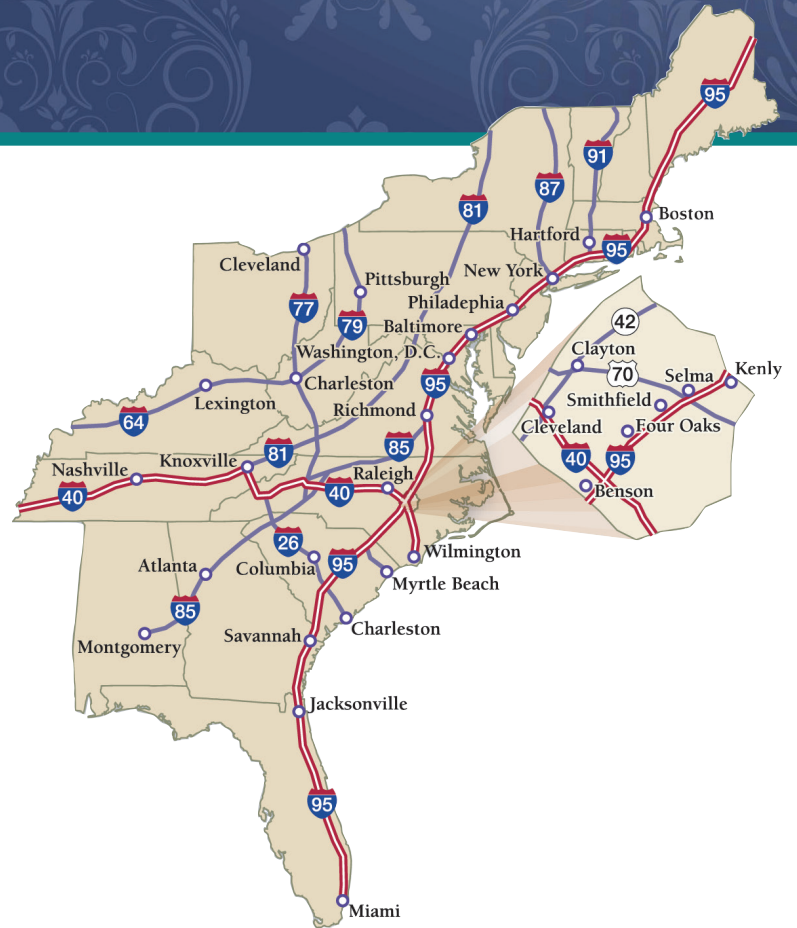 95
91
87
81
Boston
Hartford
95
Cleveland
New York
Pittsburgh
77
Philadephia
79
Baltimore
42
Washington, D.C.
Clayton
70
Selma
Kenly
Charleston
95
Lexington
Smithfield
Richmond
64
Cleveland
Four Oaks
81
85
40
95
Nashville
Knoxville
Raleigh
40
40
Benson
26
Wilmington
Atlanta
Columbia
95
Myrtle Beach
85
Charleston
Montgomery
Savannah
Jacksonville
95
Miami